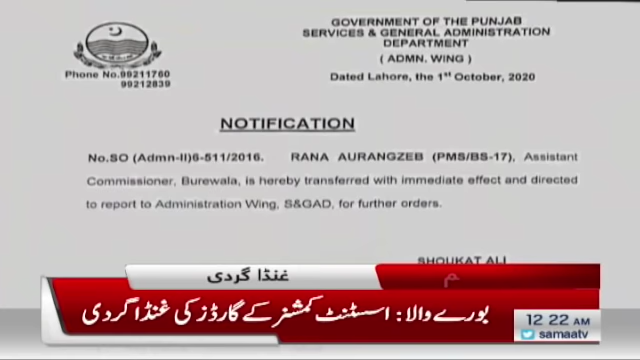 GOVERNMENT OF THE PUNJAB
SERVICES & GENERAL ADMINISTRATION
DEPARTMENT
( ADMN. WING )
Phone No.99211760
99212839
Dated Lahore, the 1st October, 2020
NOTIFICATION
No.SO (Admn-II)6-511/2016. RANA AURANGZEB (PMS/BS-17), Assistant
Commissioner, Burewala, is hereby transferred with immediate effect and directed
to report to Administration Wing, S&GAD, for further orders.
SHOUKAT ALI
غنڈا گردی
م
بورے والا: اسسٹنٹ کمشنر کے گارڈز کی غنڈا گردی
12 22 AM
samaatv